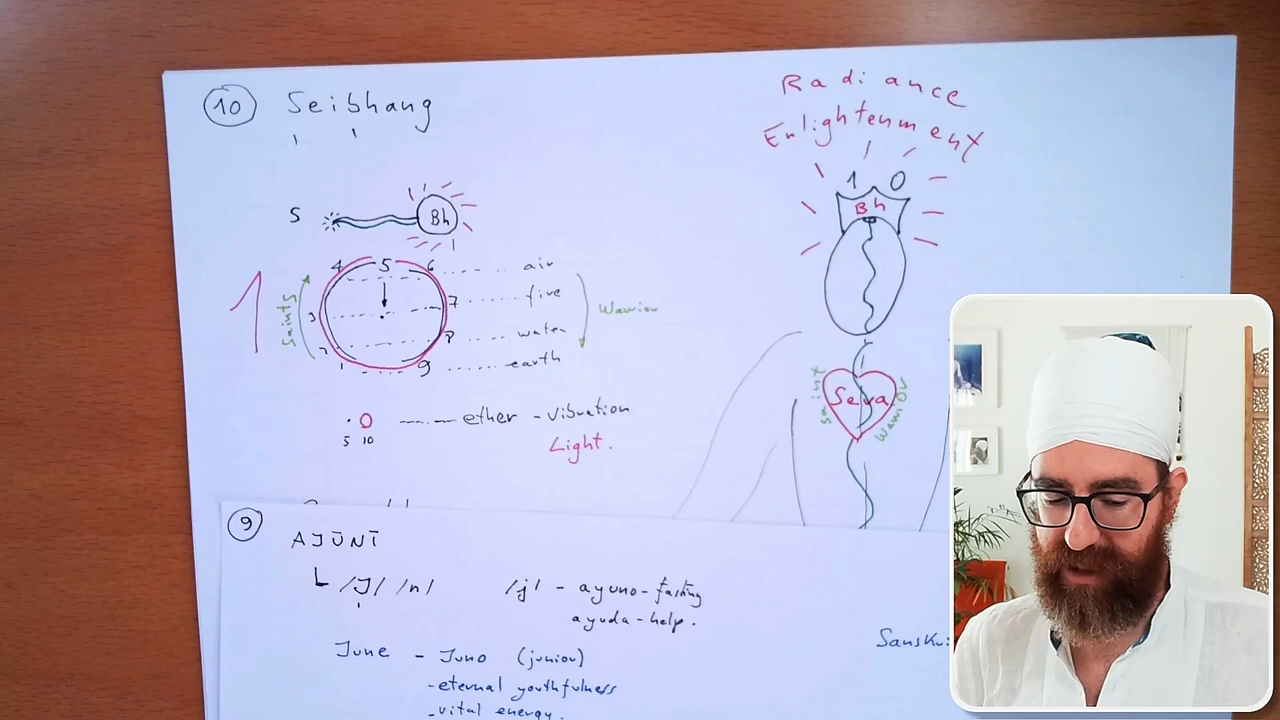 10 Seibhang
Radiance
Enlightenment
1 0
Bh
S Bh
4 5 6 air
7 fire
3
8 water
2
1 9 earth
1
Saints
Warrior
. 0 ether - vibration
5 10
Light.
saint Seva Warrior
9 AJŪNĪ
/J/ /n/ /j/ - ayuno - fasting
ayuda - help.
June - Juno (junior)
- eternal youthfulness
- vital energy.